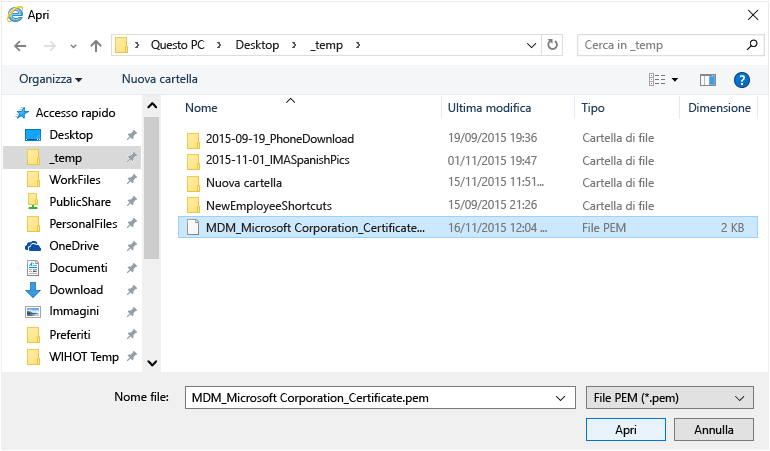 Apri
Questo PC Desktop _temp Cerca in _temp
Organizza Nuova cartella ?
Accesso rapido
Desktop
_temp
WorkFiles
PublicShare
PersonalFiles
OneDrive
Documenti
Download
Immagini
Preferiti
WIHOT Temp
Nome Ultima modifica Tipo Dimensione
2015-09-19_PhoneDownload 19/09/2015 19:36 Cartella di file
2015-11-01_IMASpanishPics 01/11/2015 19:47 Cartella di file
Nuova cartella 15/11/2015 11:51... Cartella di file
NewEmployeeShortcuts 15/09/2015 21:26 Cartella di file
MDM_Microsoft Corporation_Certificate... 16/11/2015 12:04 ... File PEM 2 KB
Nome file: MDM_Microsoft Corporation_Certificate.pem File PEM (*.pem)
Apri Annulla